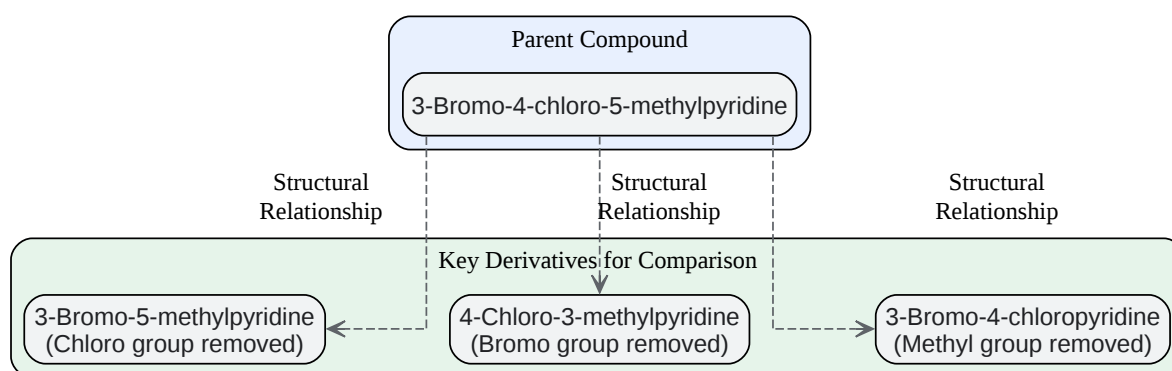 Parent Compound
3-Bromo-4-chloro-5-methylpyridine
Structural
Relationship
Structural
Relationship
Structural
Relationship
Key Derivatives for Comparison
3-Bromo-5-methylpyridine
(Chloro group removed)
4-Chloro-3-methylpyridine
(Bromo group removed)
3-Bromo-4-chloropyridine
(Methyl group removed)